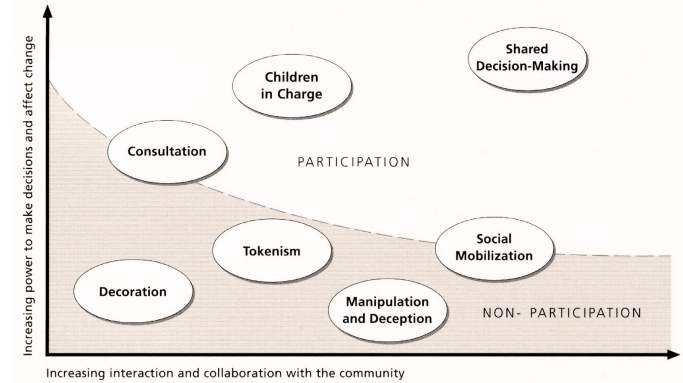 Increasing power to make decisions and affect change
Shared
Decision-Making
Children
in Charge
Consultation
PARTICIPATION
Tokenism
Social
Mobilization
Decoration
Manipulation
and Deception
NON- PARTICIPATION
Increasing interaction and collaboration with the community